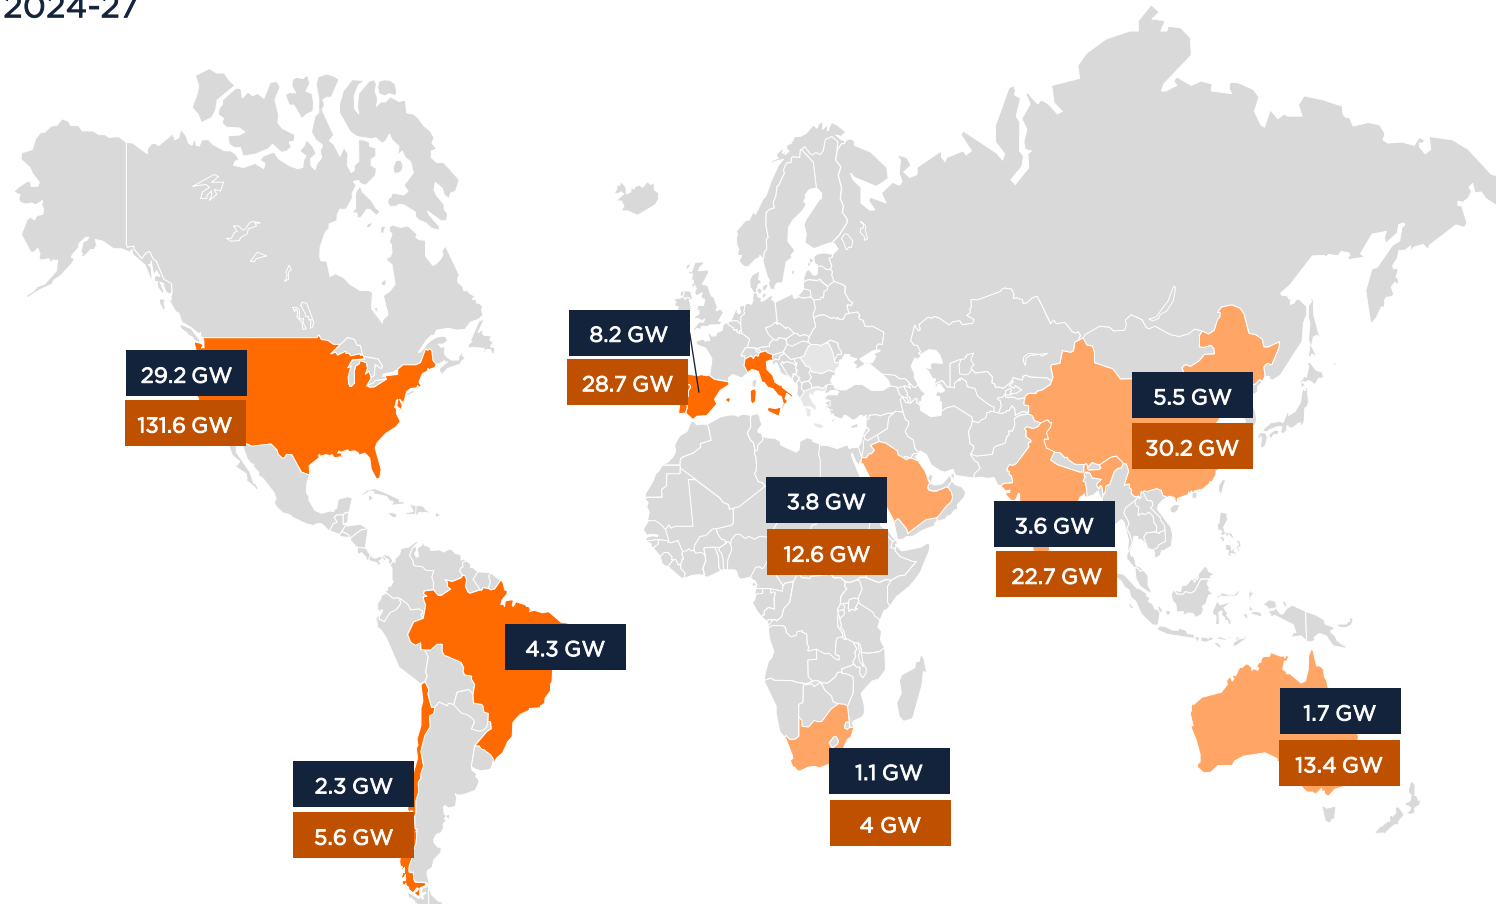 2024-27
8.2 GW
28.7 GW
29.2 GW
131.6 GW
5.5 GW
30.2 GW
3.8 GW
12.6 GW
3.6 GW
22.7 GW
4.3 GW
1.7 GW
13.4 GW
2.3 GW
5.6 GW
1.1 GW
4 GW